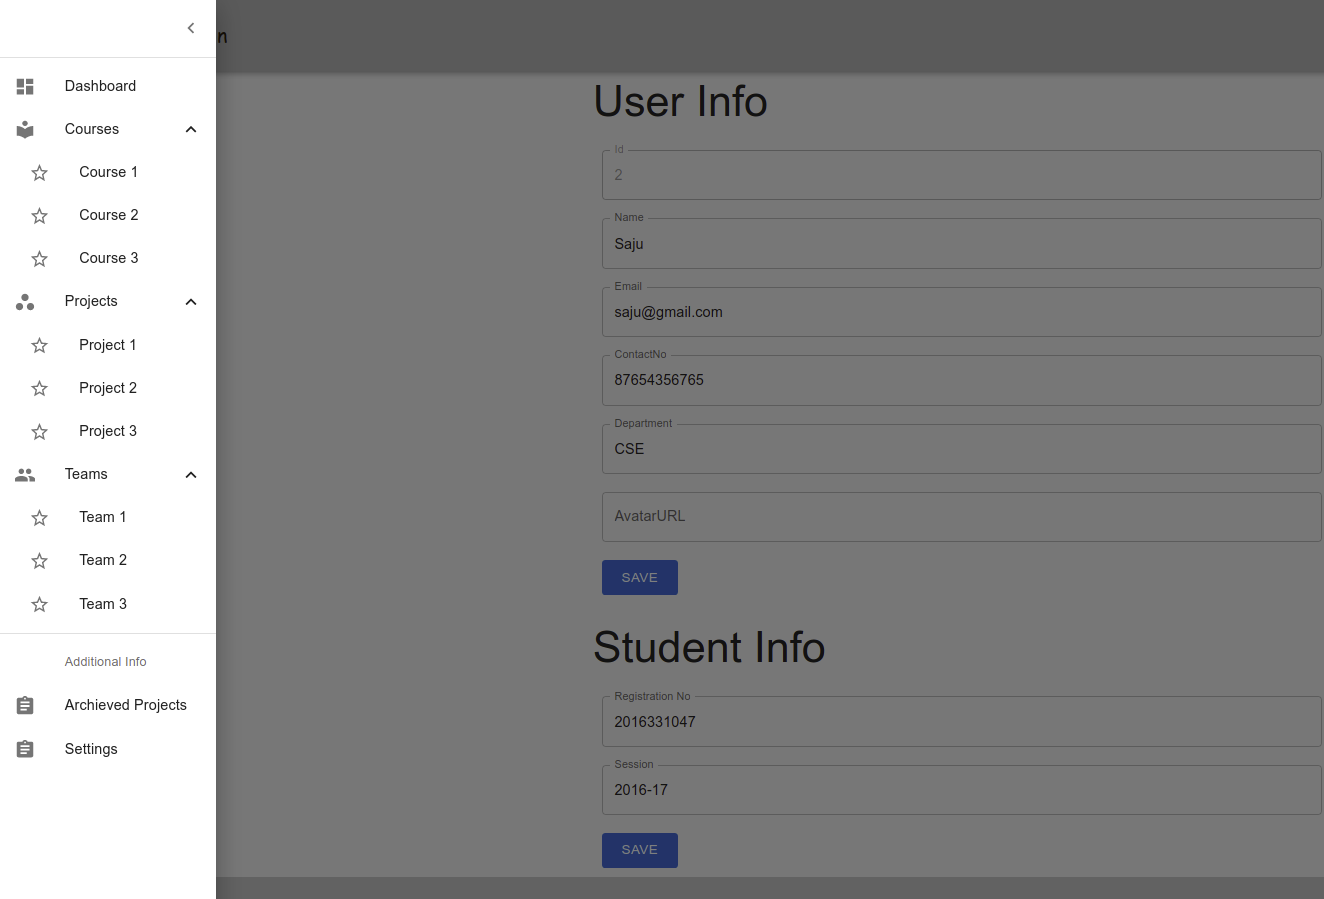 Dashboard
Courses
Course 1
Course 2
Course 3
Projects
Project 1
Project 2
Project 3
Teams
Team 1
Team 2
Team 3
Additional Info
Archieved Projects
Settings
n
User Info
Id
2
Name
Saju
Email
saju@gmail.com
ContactNo
87654356765
Department
CSE
AvatarURL
SAVE
Student Info
Registration No
2016331047
Session
2016-17
SAVE